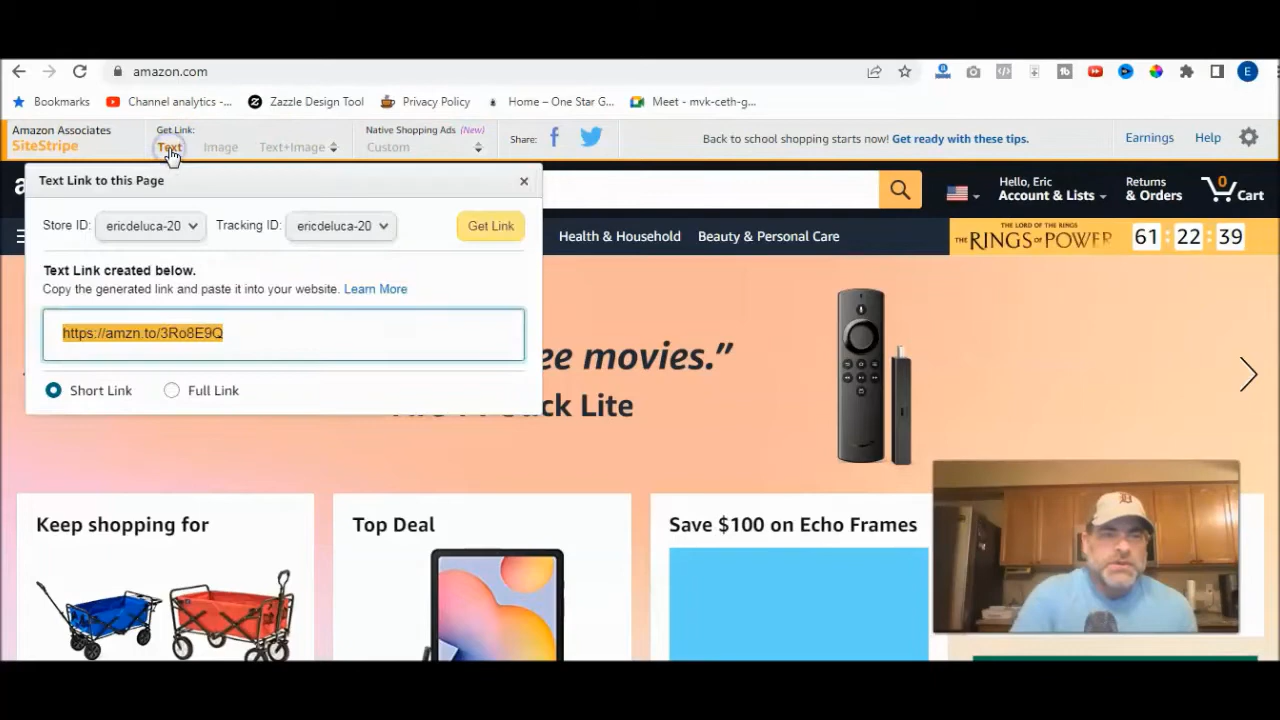 amazon.com
Bookmarks
Channel analytics -...
Zazzle Design Tool
Privacy Policy
Home – One Star G...
Meet - mvk-ceth-g...
E
Amazon Associates
SiteStripe
Get Link:
Text
Image
Text+Image
Native Shopping Ads (New)
Custom
Share:
Back to school shopping starts now! Get ready with these tips.
Earnings
Help
Text Link to this Page
Store ID: ericdeluca-20
Tracking ID: ericdeluca-20
Get Link
Text Link created below.
Copy the generated link and paste it into your website. Learn More
https://amzn.to/3Ro8E9Q
Short Link
Full Link
Hello, Eric
Account & Lists
Returns
& Orders
0
Cart
Health & Household
Beauty & Personal Care
THE LORD OF THE RINGS
THE RINGS OF POWER
61 : 22 : 39
ee movies.”
ck Lite
Keep shopping for
Top Deal
Save $100 on Echo Frames